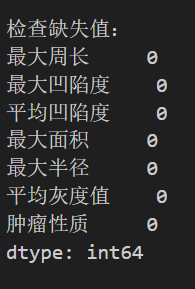 检查缺失值：
最大周长 0
最大凹陷度 0
平均凹陷度 0
最大面积 0
最大半径 0
平均灰度值 0
肿瘤性质 0
dtype: int64